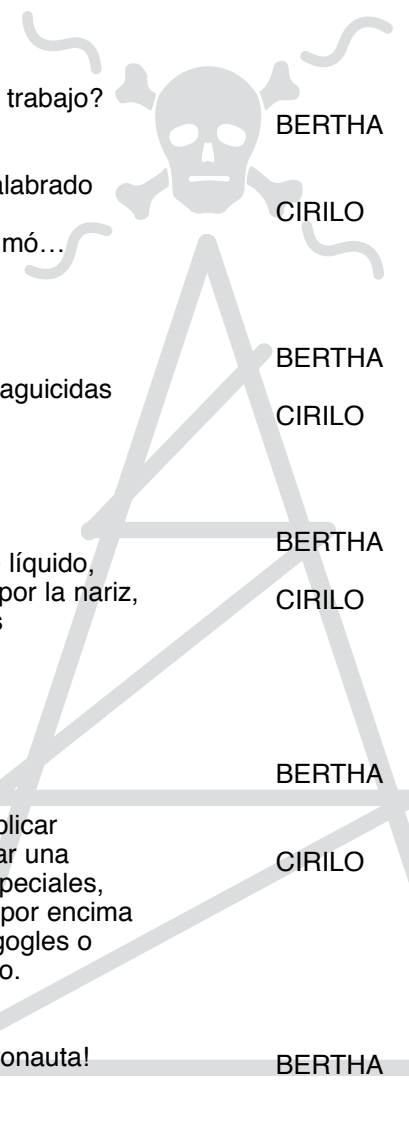 trabajo?
BERTHA
alabrado
CIRILO
mó…
BERTHA
aguicidas
CIRILO
BERTHA
líquido,
por la nariz,
CIRILO
s
BERTHA
plicar
ar una
CIRILO
peciales,
por encima
gogles o
o.
onauta!
BERTHA